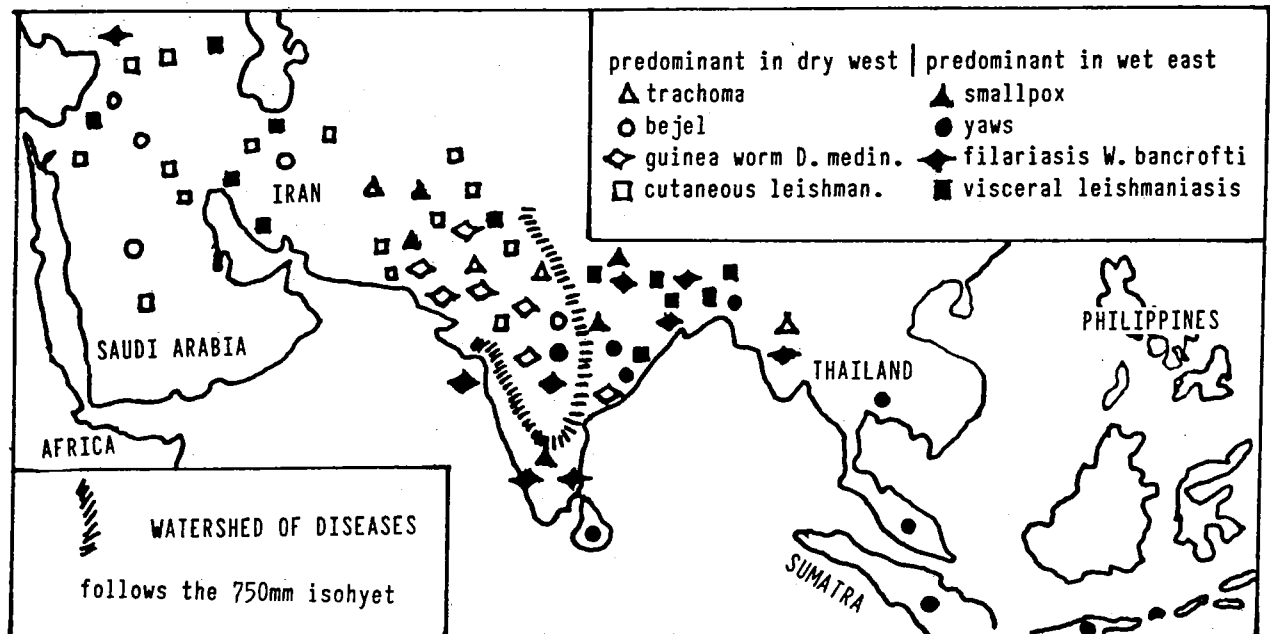 predominant in dry west | predominant in wet east
trachoma
smallpox
bejel
yaws
guinea worm D. medin.
filariasis W. bancrofti
cutaneous leishman.
visceral leishmaniasis
IRAN
SAUDI ARABIA
PHILIPPINES
THAILAND
AFRICA
SUMATRA
WATERSHED OF DISEASES
follows the 750mm isohyet